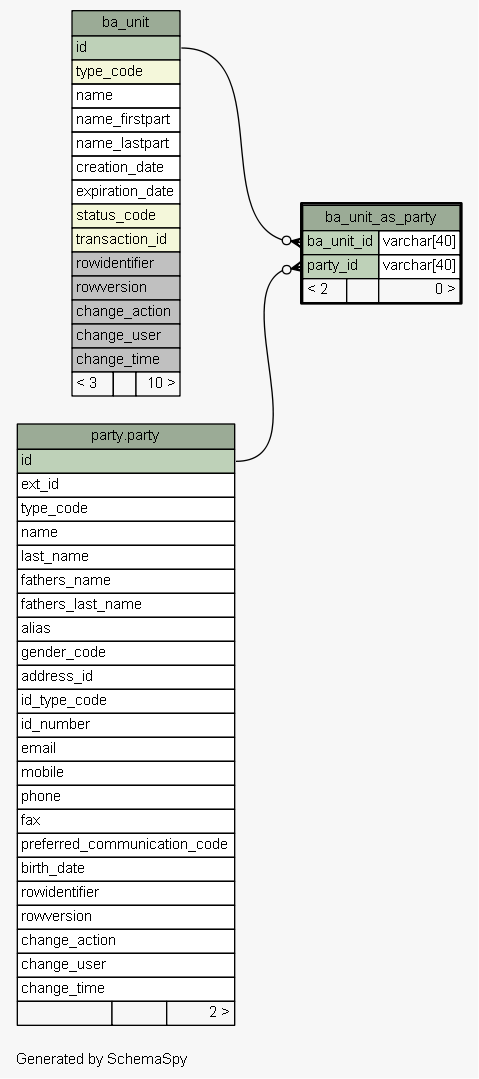 ba_unit
id
type_code
name
name_firstpart
name_lastpart
creation_date
expiration_date
status_code
transaction_id
rowidentifier
rowversion
change_action
change_user
change_time
< 3 10 >
ba_unit_as_party
ba_unit_id varchar[40]
party_id varchar[40]
< 2 0 >
party.party
id
ext_id
type_code
name
last_name
fathers_name
fathers_last_name
alias
gender_code
address_id
id_type_code
id_number
email
mobile
phone
fax
preferred_communication_code
birth_date
rowidentifier
rowversion
change_action
change_user
change_time
2 >
Generated by SchemaSpy